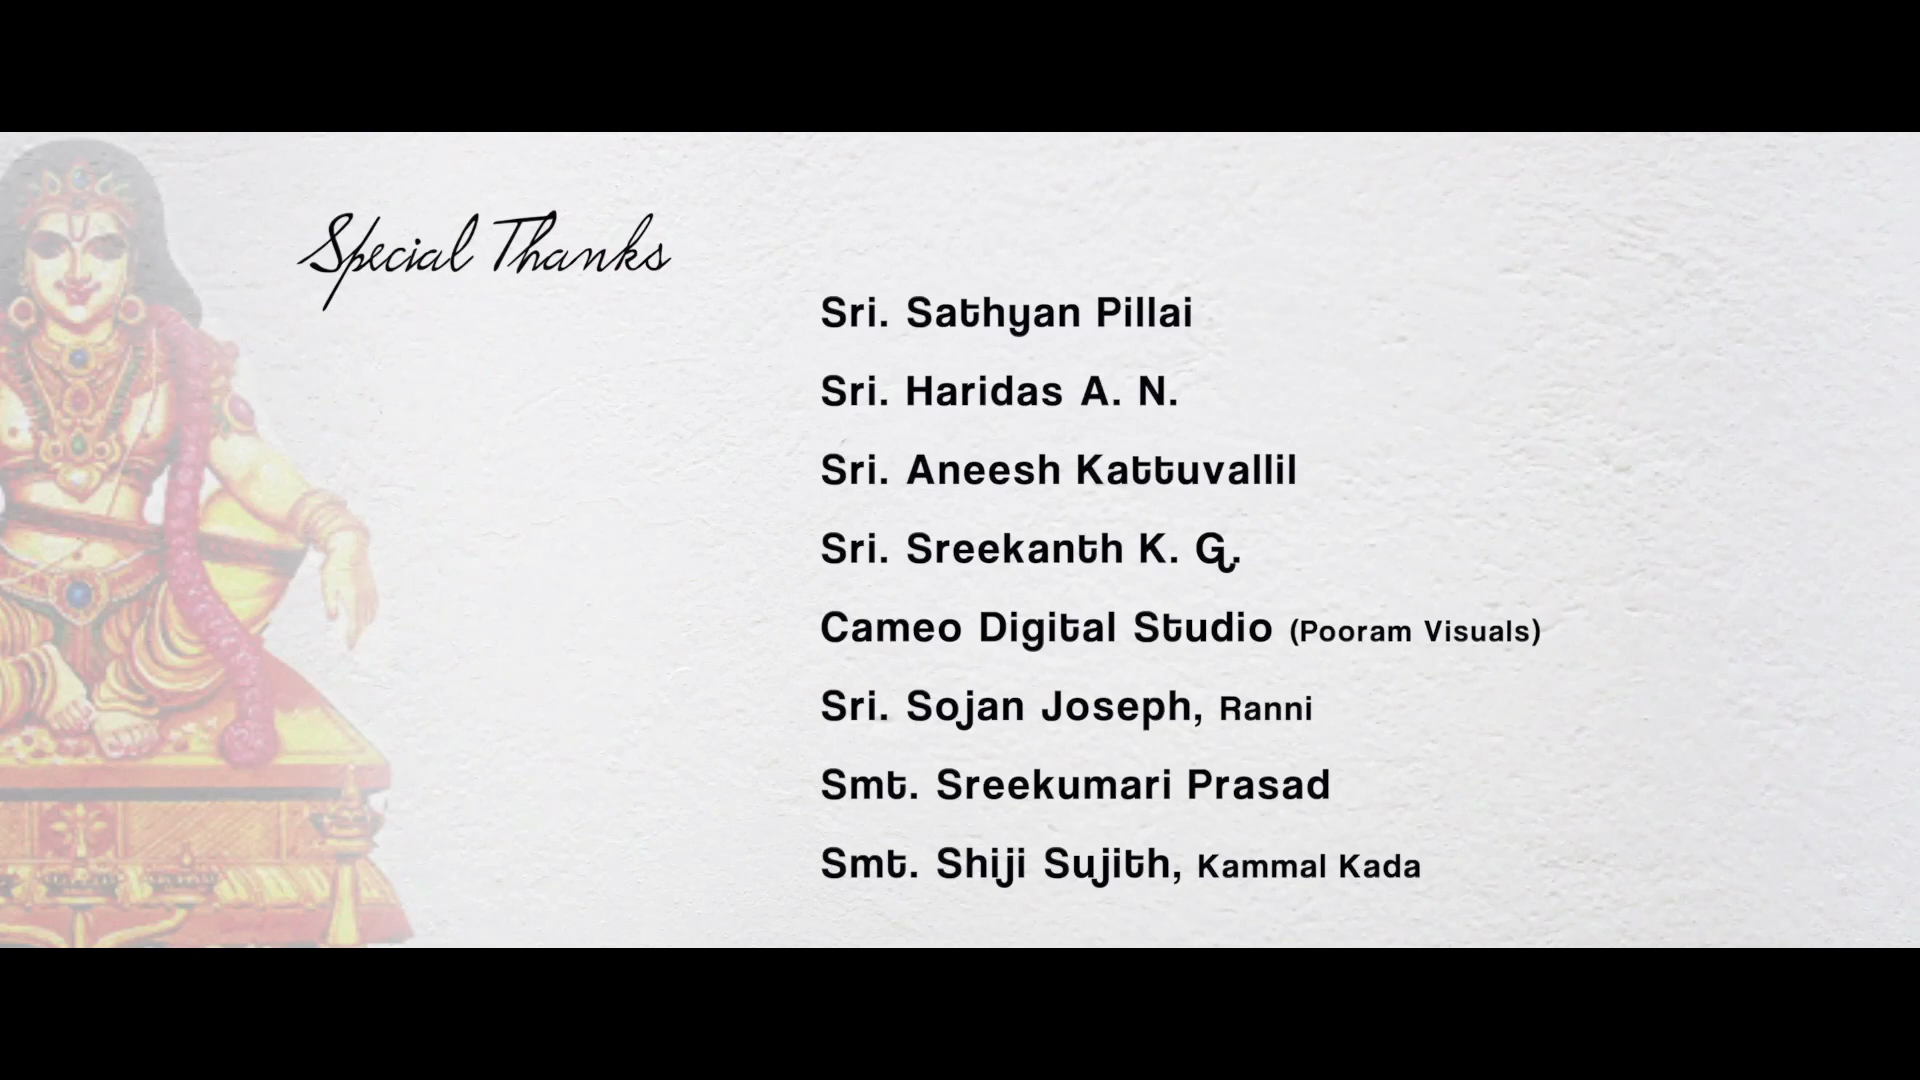 Special Thanks
Sri. Sathyan Pillai
Sri. Haridas A. N.
Sri. Aneesh Kattuvallil
Sri. Sreekanth K. G.
Cameo Digital Studio (Pooram Visuals)
Sri. Sojan Joseph, Ranni
Smt. Sreekumari Prasad
Smt. Shiji Sujith, Kammal Kada